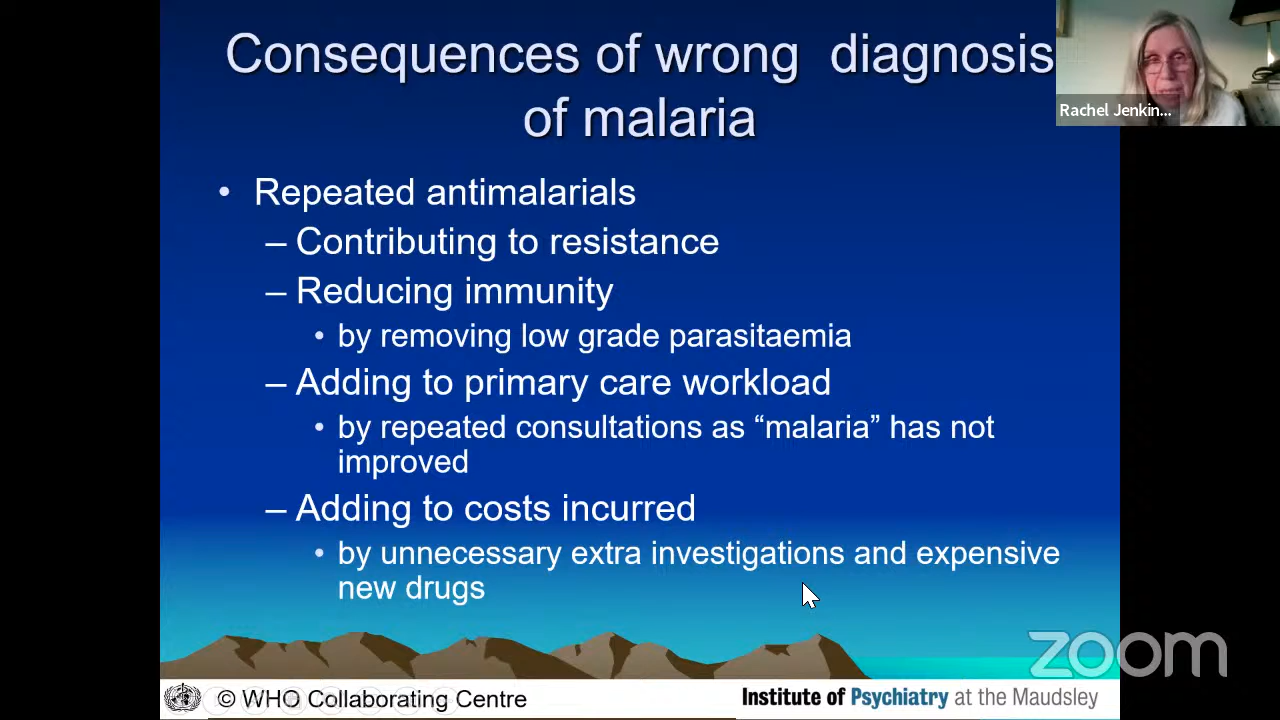 Consequences of wrong diagnosis
of malaria
Rachel Jenkin...
• Repeated antimalarials
– Contributing to resistance
– Reducing immunity
• by removing low grade parasitaemia
– Adding to primary care workload
• by repeated consultations as “malaria” has not
improved
– Adding to costs incurred
• by unnecessary extra investigations and expensive
new drugs
zoom
© WHO Collaborating Centre
Institute of Psychiatry at the Maudsley